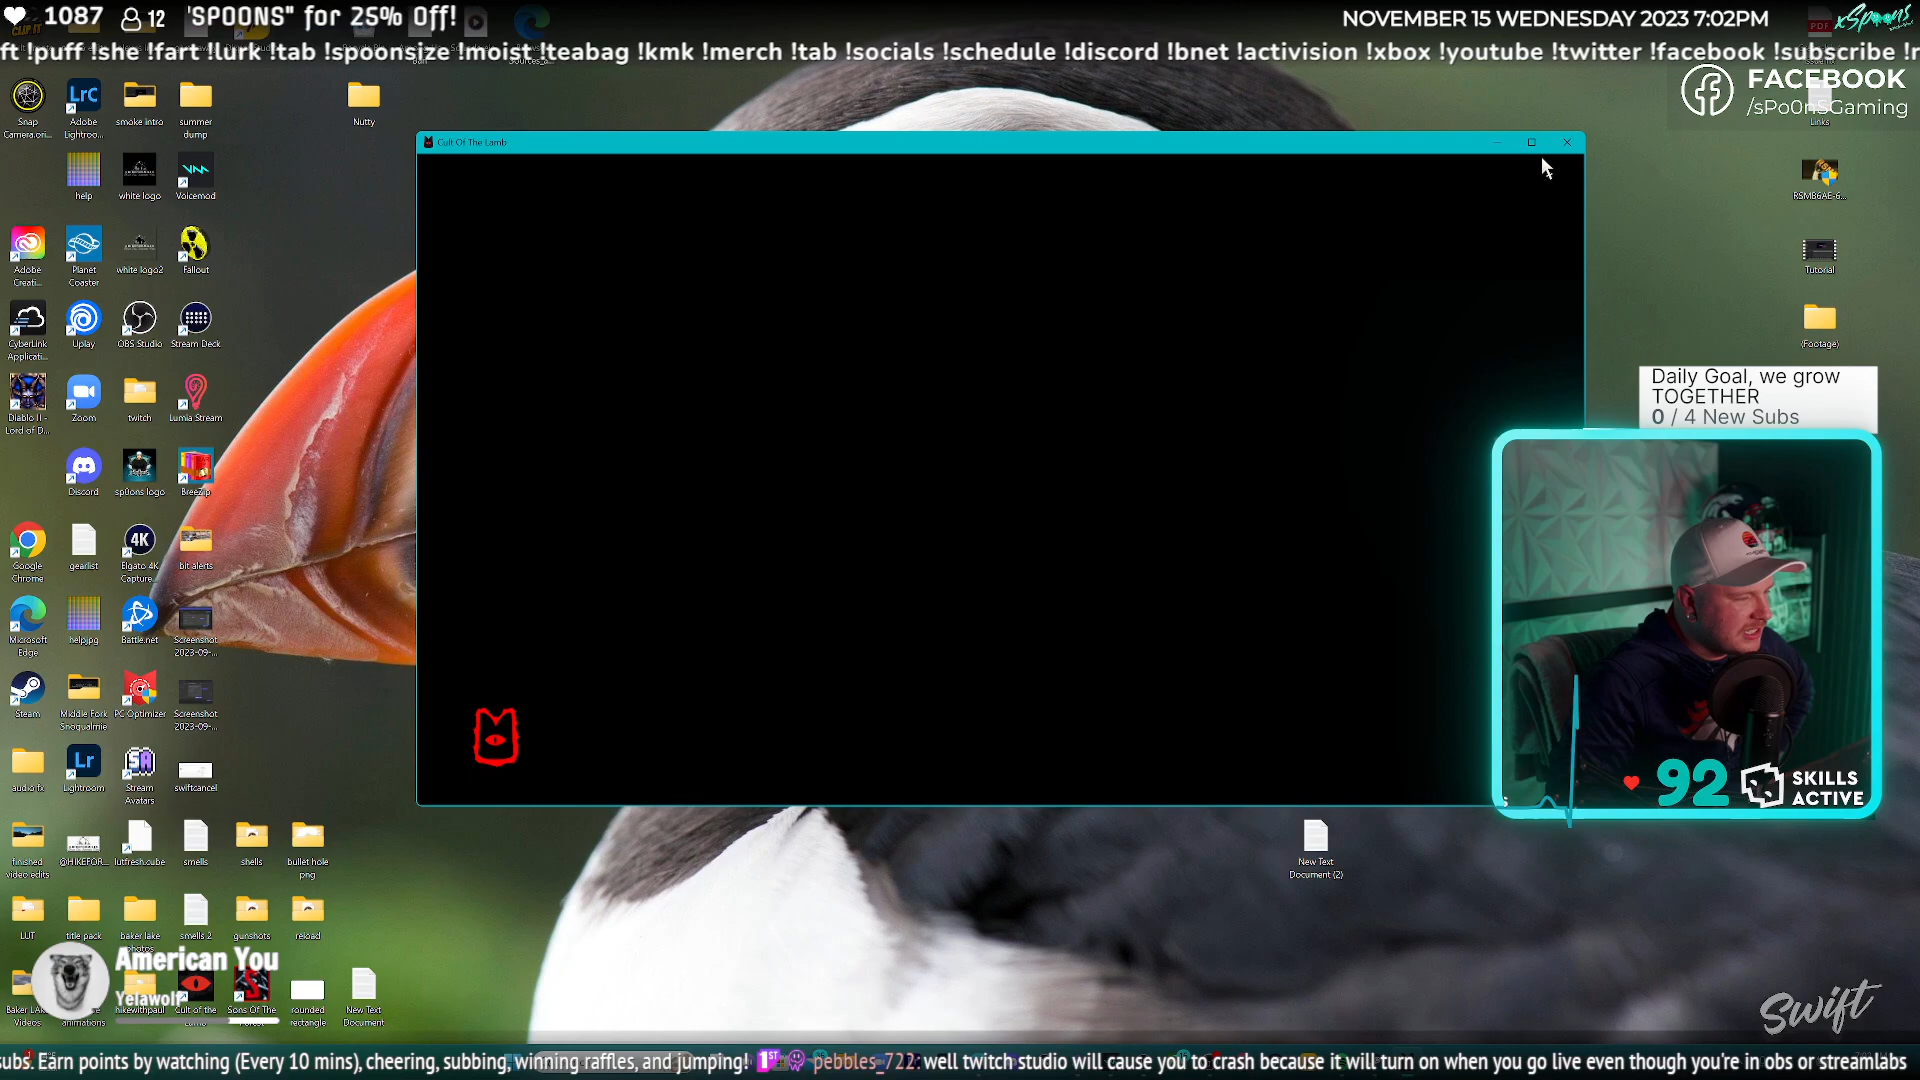 1087 12 'SPOONS" for 25% Off!
NOVEMBER 15 WEDNESDAY 2023 7:02PM
xSpoons
ft !puff !she !fart !lurk !tab !spoonsize !moist !teabag !kmk !merch !tab !socials !schedule !discord !bnet !activision !xbox !youtube !twitter !facebook !subscribe !r
FACEBOOK
/sPo0nSGaming
Links
Snap Camera.ori...
Adobe Lightroo...
smoke intro
summer dump
Nutty
Cult Of The Lamb
help
white logo
Voicemod
RSMB6AE-6...
Adobe Creati...
Planet Coaster
white logo2
Fallout
Tutorial
CyberLink Applicati...
Uplay
OBS Studio
Stream Deck
(Footage)
Diablo II - Lord of D...
Zoom
twitch
Lumia Stream
Daily Goal, we grow
TOGETHER
0 / 4 New Subs
Discord
sp0ons logo
Breezip
Google Chrome
gearlist
4K
Elgato 4K Capture...
bit alerts
Microsoft Edge
helpjpg
Battle.net
Screenshot 2023-09-...
Steam
Middle Fork Snoqualmie
PC Optimizer
Screenshot 2023-09-...
audio fx
Lightroom
Stream Avatars
swiftcancel
92 SKILLS
ACTIVE
finished video edits
@HIKEFOR...
lutfresh.cube
smells
shells
bullet hole png
New Text Document (2)
LUT
title pack
baker lake photos
smells 2
gunshots
reload
American You
Yelawolf
Videos
animations
hikewithpaul
Cult of the Lamb
Sons Of The Forest
rounded rectangle
New Text Document
Swift
subs. Earn points by watching (Every 10 mins), cheering, subbing, winning raffles, and jumping! 1ST pebbles_722: well twitch studio will cause you to crash because it will turn on when you go live even though you're in obs or streamlabs